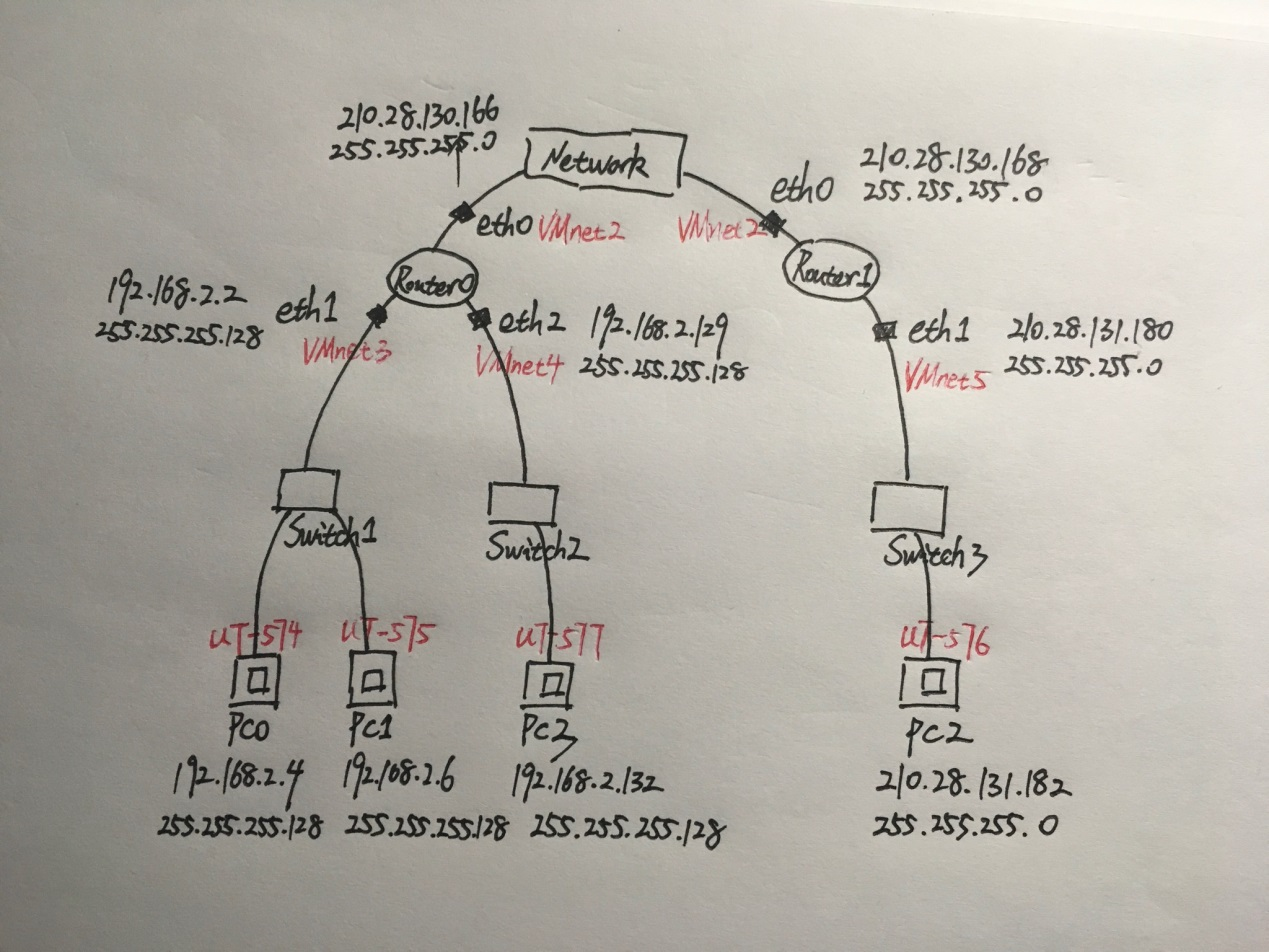 210.28.130.166
255.255.255.0
Network
210.28.130.168
255.255.255.0
eth0
eth0 VMnet2
VMnet2
Router0
Router1
192.168.2.2
255.255.255.128
eth1
VMnet3
eth2
VMnet4
192.168.2.129
255.255.255.128
eth1
VMnet5
210.28.131.180
255.255.255.0
Switch1
Switch2
Switch3
UT-574
UT-575
UT-577
UT-576
PC0
PC1
PC3
PC2
192.168.2.4
255.255.255.128
192.168.2.6
255.255.255.128
192.168.2.132
255.255.255.128
210.28.131.182
255.255.255.0